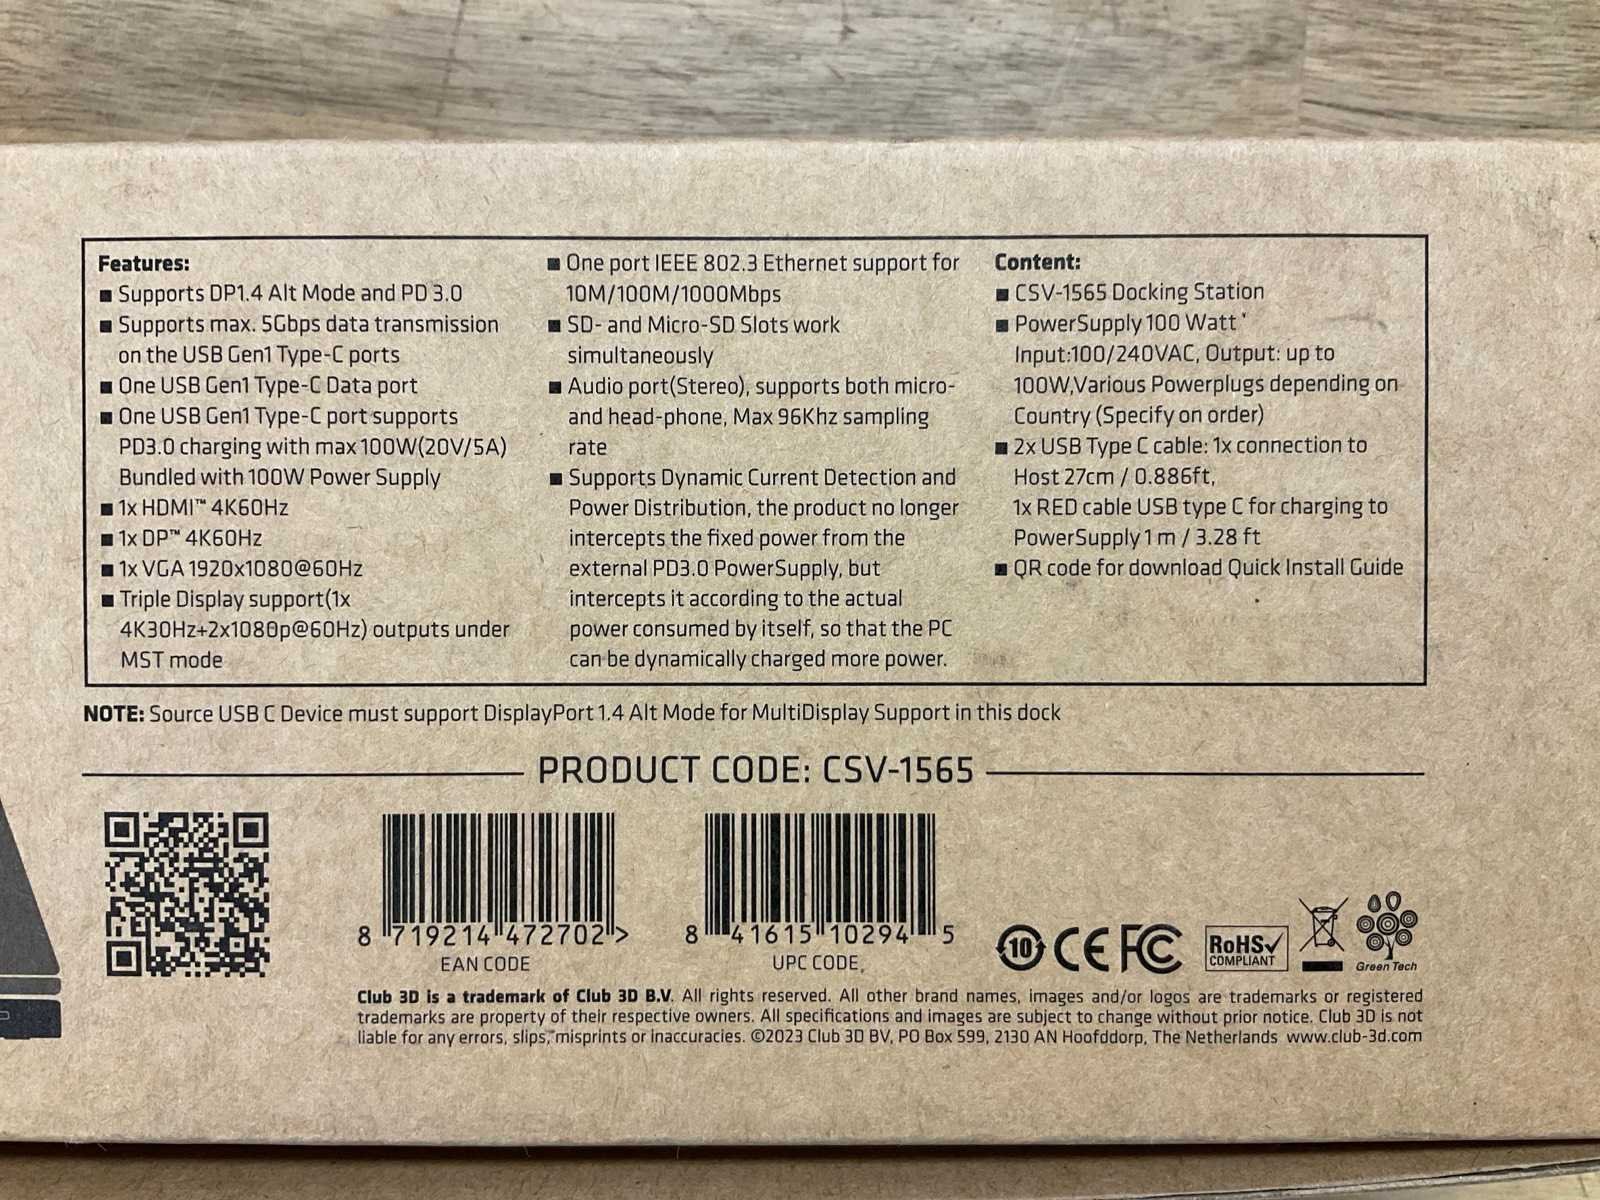 Features:
■ Supports DP1.4 Alt Mode and PD 3.0
■ Supports max. 5Gbps data transmission
on the USB Gen1 Type-C ports
■ One USB Gen1 Type-C Data port
■ One USB Gen1 Type-C port supports
PD3.0 charging with max 100W(20V/5A)
Bundled with 100W Power Supply
■ 1x HDMI™ 4K60Hz
■ 1x DP™ 4K60Hz
■ 1x VGA 1920x1080@60Hz
■ Triple Display support(1x
4K30Hz+2x1080p@60Hz) outputs under
MST mode
■ One port IEEE 802.3 Ethernet support for
10M/100M/1000Mbps
■ SD- and Micro-SD Slots work
simultaneously
■ Audio port(Stereo), supports both micro-
and head-phone, Max 96Khz sampling
rate
■ Supports Dynamic Current Detection and
Power Distribution, the product no longer
intercepts the fixed power from the
external PD3.0 PowerSupply, but
intercepts it according to the actual
power consumed by itself, so that the PC
can be dynamically charged more power.
Content:
■ CSV-1565 Docking Station
■ PowerSupply 100 Watt
Input:100/240VAC, Output: up to
100W,Various Powerplugs depending on
Country (Specify on order)
■ 2x USB Type C cable: 1x connection to
Host 27cm / 0.886ft,
1x RED cable USB type C for charging to
PowerSupply 1 m / 3.28 ft
■ QR code for download Quick Install Guide
NOTE: Source USB C Device must support DisplayPort 1.4 Alt Mode for MultiDisplay Support in this dock
PRODUCT CODE: CSV-1565
8 719214 472702 >
EAN CODE
8 41615 10294 5
UPC CODE
10 CE FC
RoHS✓
COMPLIANT
Green Tech
Club 3D is a trademark of Club 3D B.V. All rights reserved. All other brand names, images and/or logos are trademarks or registered
trademarks are property of their respective owners. All specifications and images are subject to change without prior notice. Club 3D is not
liable for any errors, slips, misprints or inaccuracies. ©2023 Club 3D BV, PO Box 599, 2130 AN Hoofddorp, The Netherlands www.club-3d.com